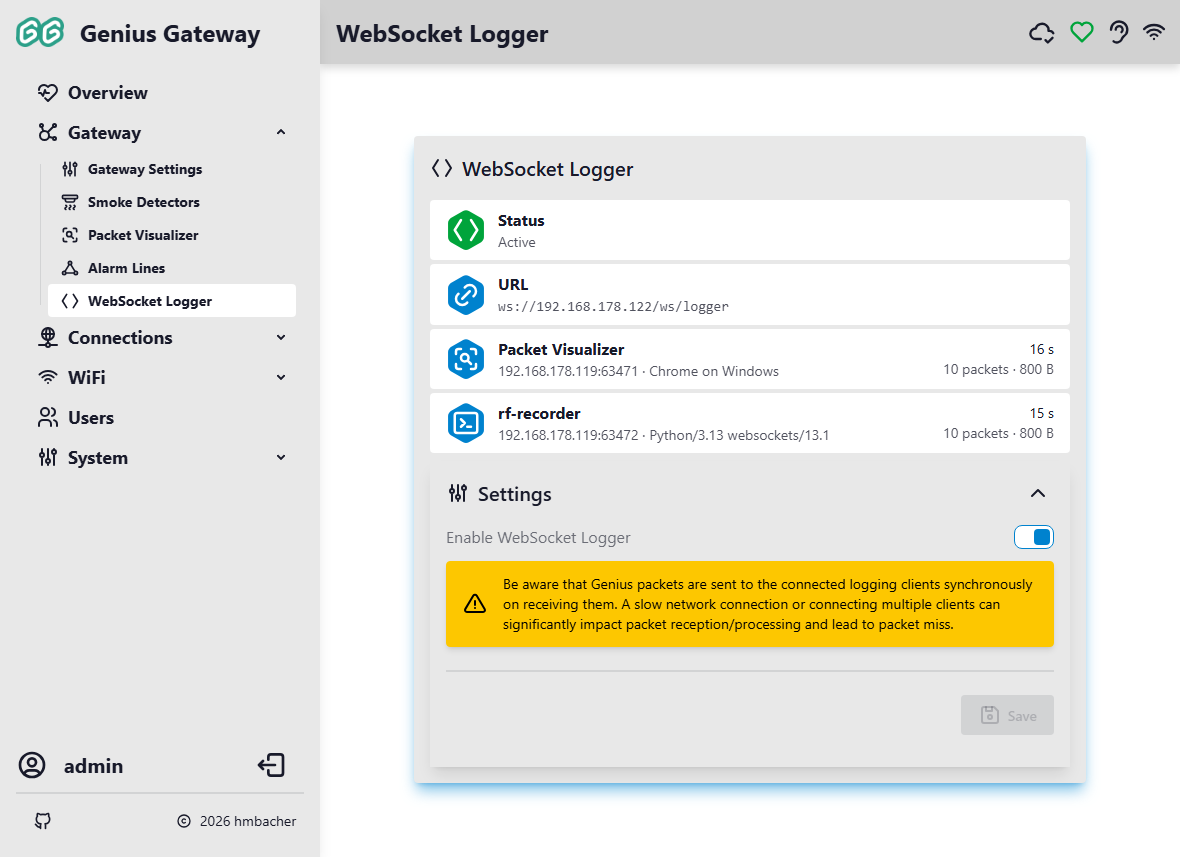 Genius Gateway
Overview
Gateway
Gateway Settings
Smoke Detectors
Packet Visualizer
Alarm Lines
WebSocket Logger
Connections
WiFi
Users
System
admin
© 2026 hmbacher
WebSocket Logger
WebSocket Logger
Status
Active
URL
ws://192.168.178.122/ws/logger
Packet Visualizer
16 s
192.168.178.119:63471 · Chrome on Windows
10 packets · 800 B
rf-recorder
15 s
192.168.178.119:63472 · Python/3.13 websockets/13.1
10 packets · 800 B
Settings
Enable WebSocket Logger
Be aware that Genius packets are sent to the connected logging clients synchronously
on receiving them. A slow network connection or connecting multiple clients can
significantly impact packet reception/processing and lead to packet miss.
Save